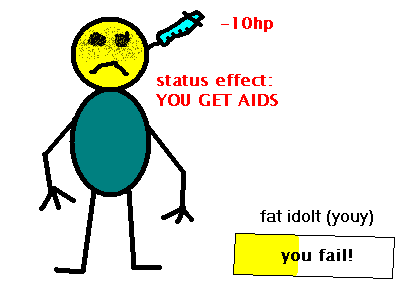 -10hp
status effect:
YOU GET AIDS
fat idolt (youy)
you fail!